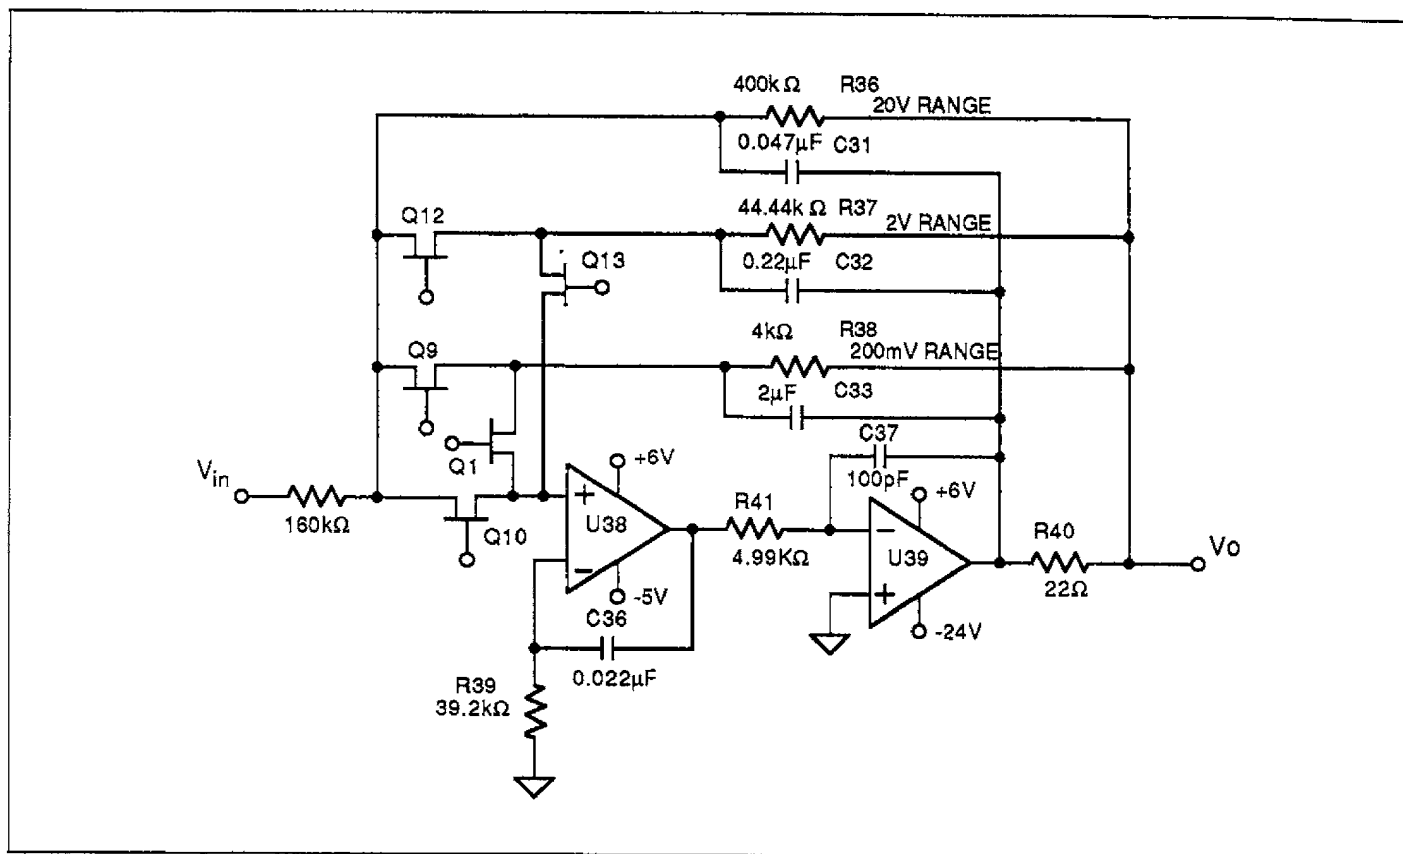 400kΩ R36
20V RANGE
0.047µF C31
Q12
44.44kΩ R37
2V RANGE
Q13
0.22µF C32
4kΩ R38
200mV RANGE
Q9
2µF C33
C37
Vin
Q1
+6V
100pF
R41
+6V
+
160kΩ
Q10
U38
−
4.99KΩ
−
U39
R40
Vo
22Ω
-5V
+
C36
-24V
0.022µF
R39
39.2kΩ